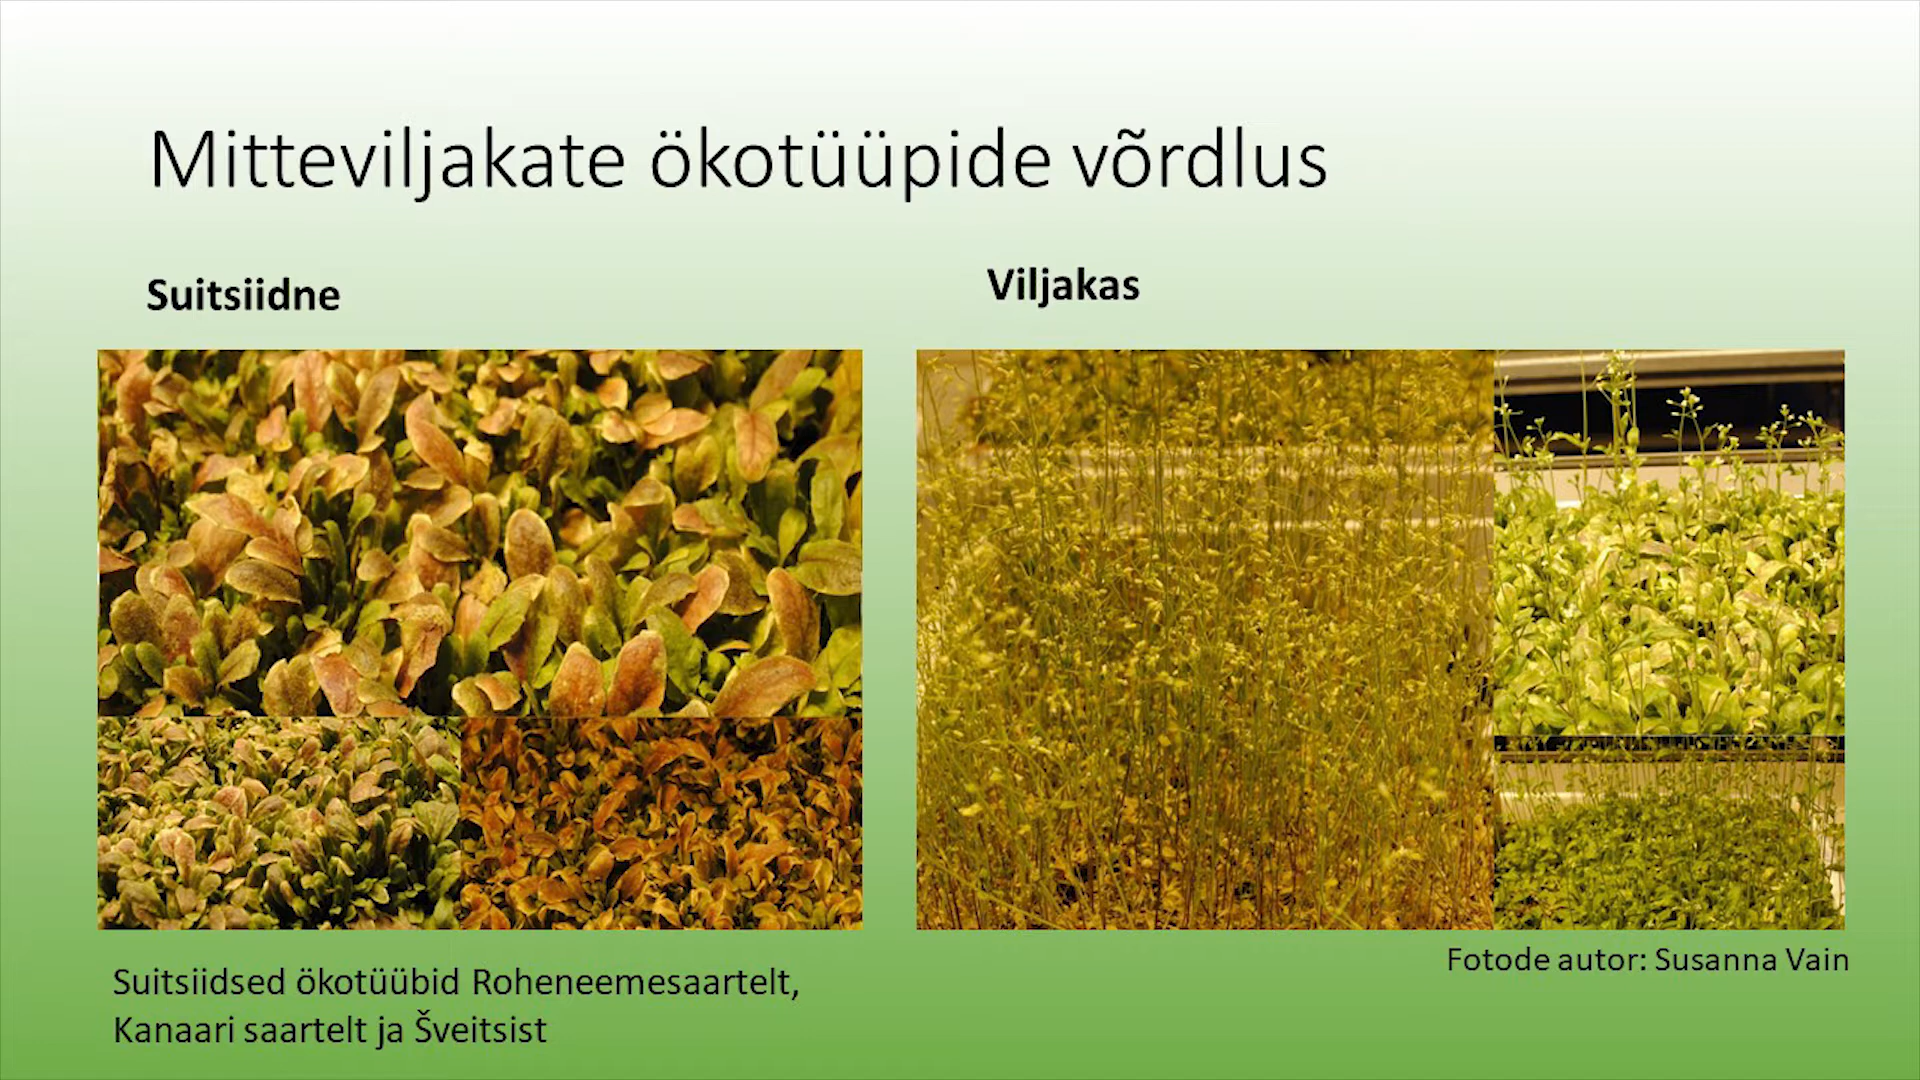 Mitteviljakate ökotüüpide võrdlus
Suitsiidne
Viljakas
Fotode autor: Susanna Vain
Suitsiidsed ökotüübid Roheneemesaartelt,
Kanaari saartelt ja Šveitsist